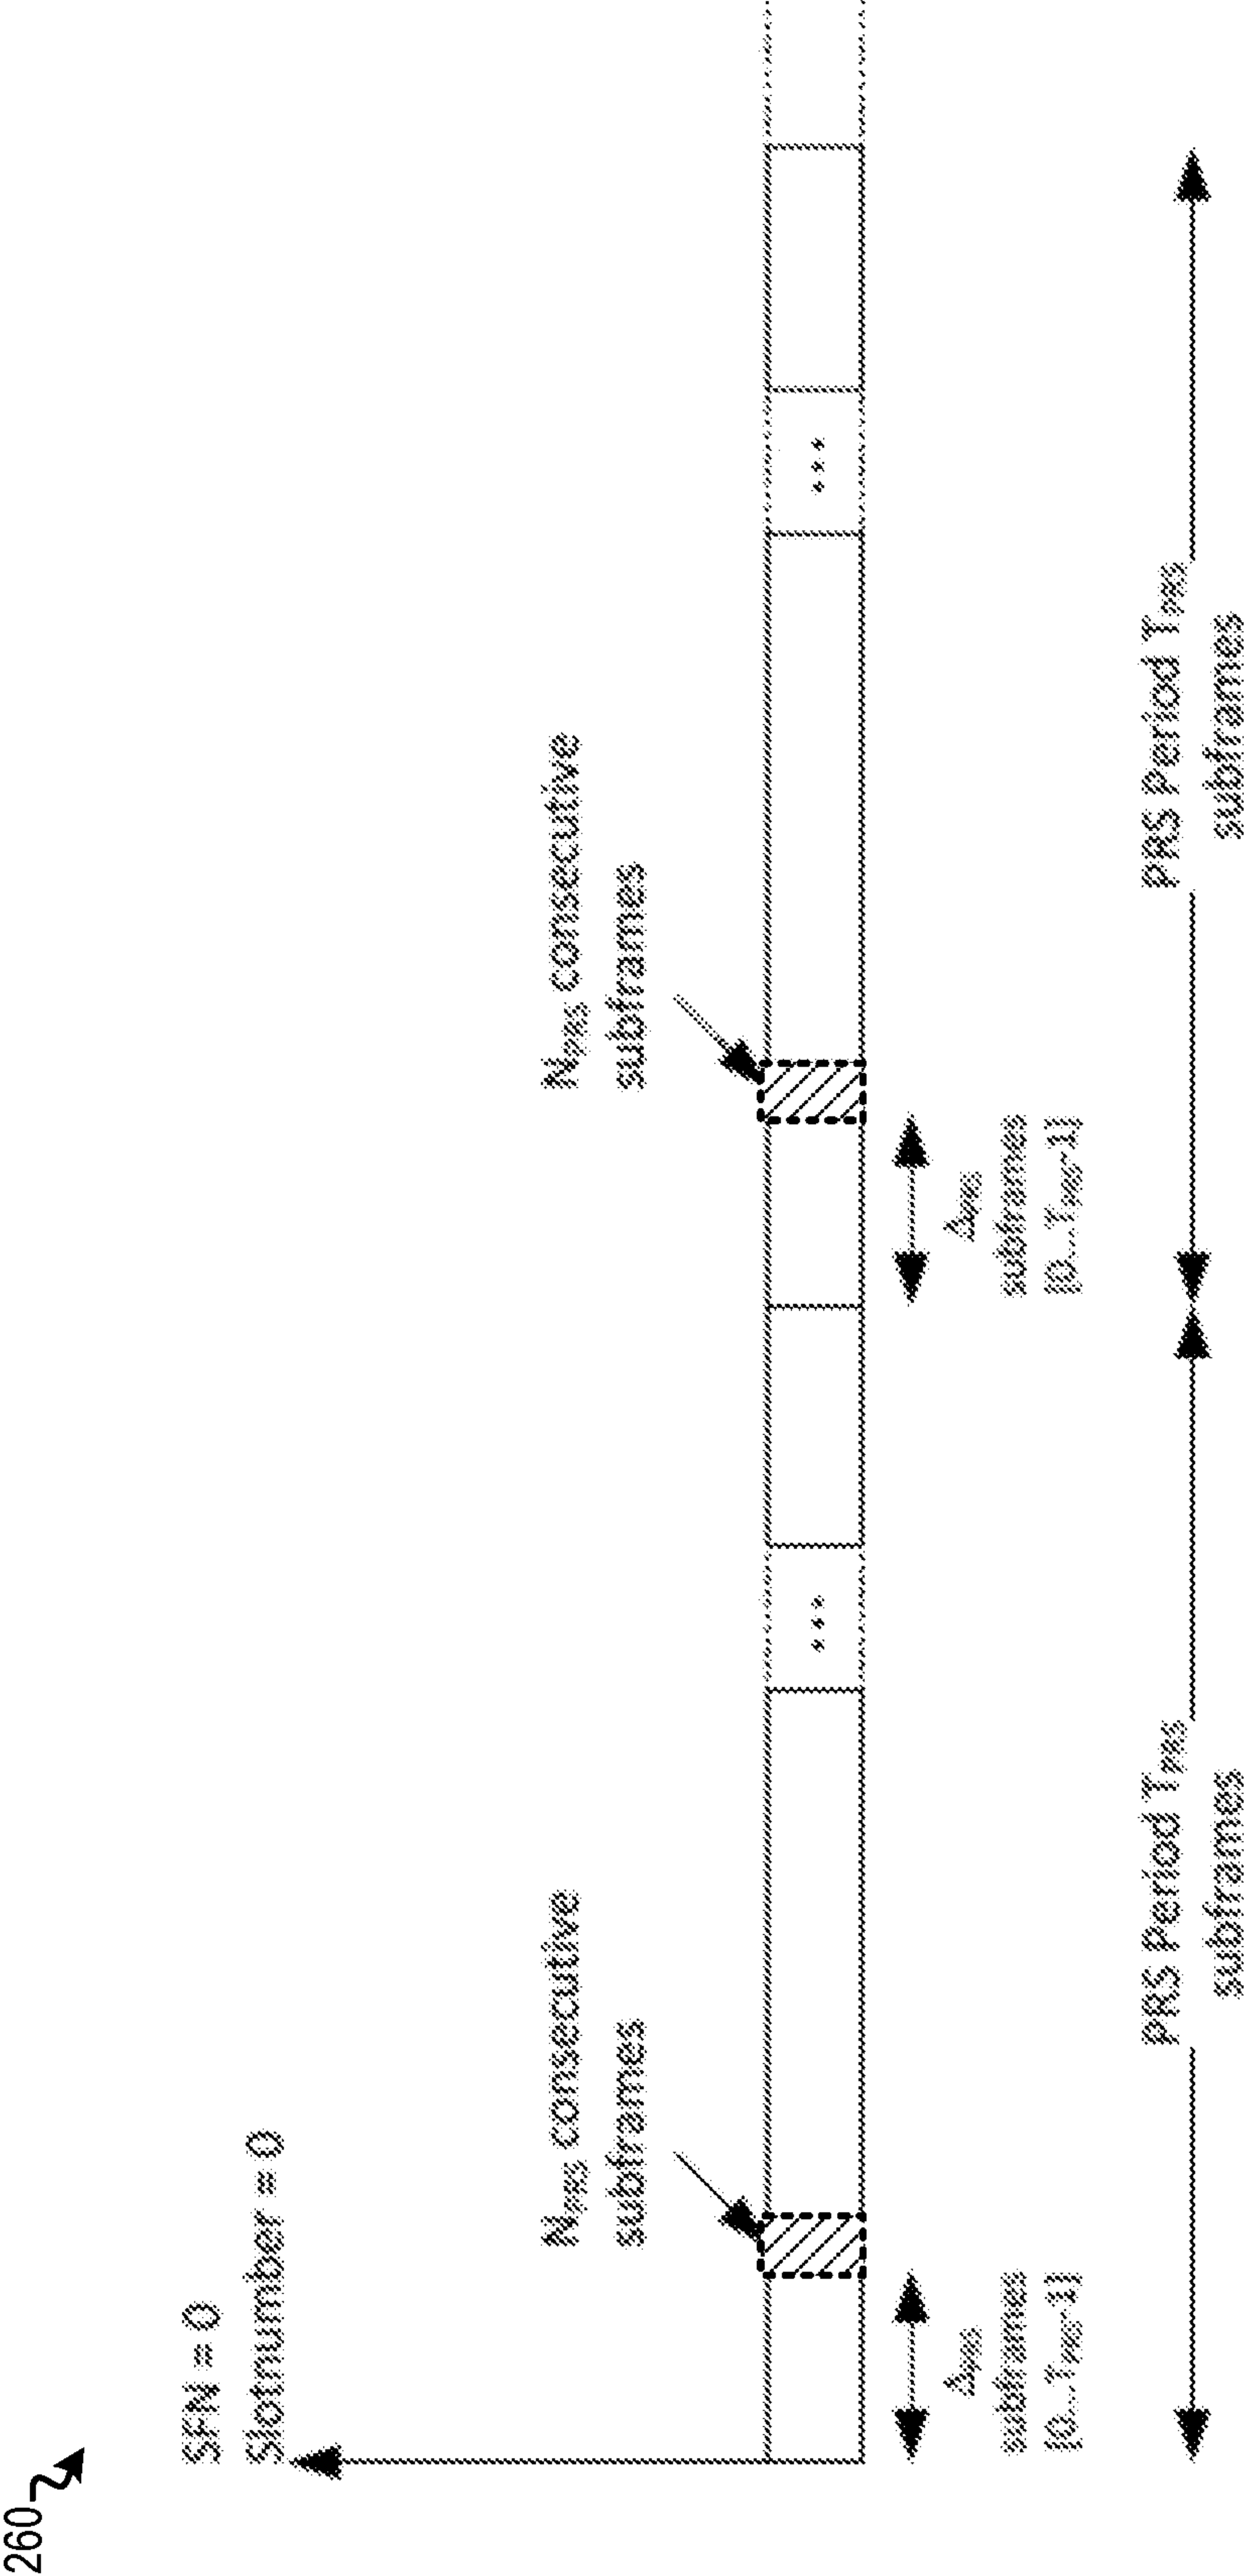 260
SFN = 0
Slotnumber = 0
N_PRS consecutive
subframes
N_PRS consecutive
subframes
...
...
Δ_PRS
subframes
[0...T_PRS-1]
Δ_PRS
subframes
[0...T_PRS-1]
PRS Period T_PRS
subframes
PRS Period T_PRS
subframes